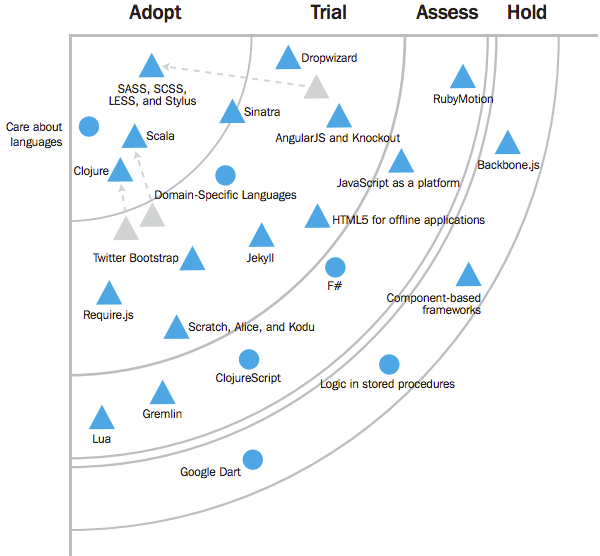 Adopt Trial Assess Hold
Dropwizard
SASS, SCSS,
LESS, and Stylus
RubyMotion
Sinatra
Care about
languages
Scala
AngularJS and Knockout
Backbone.js
Clojure
JavaScript as a platform
Domain-Specific Languages
HTML5 for offline applications
Twitter Bootstrap
Jekyll
F#
Component-based
frameworks
Require.js
Scratch, Alice, and Kodu
ClojureScript
Logic in stored procedures
Gremlin
Lua
Google Dart